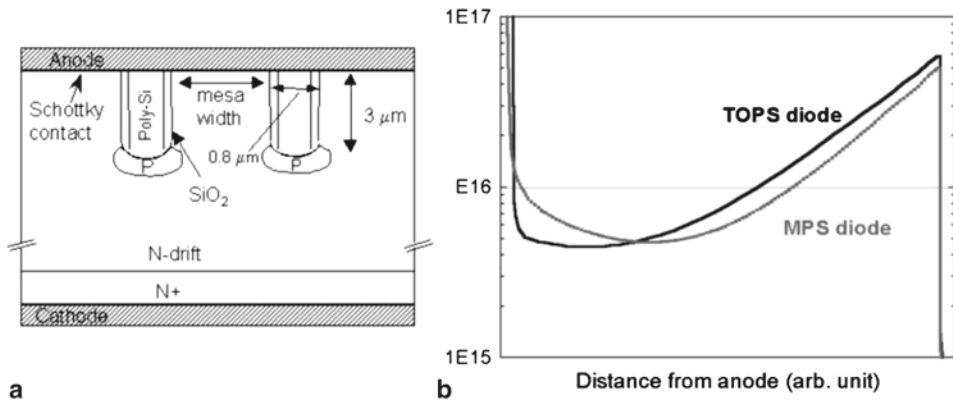 Anode
Schottky
contact
Poly-Si
mesa
width
3 μm
0.8 μm
P
P
SiO2
N-drift
N+
Cathode
a
1E17
TOPS diode
1E16
MPS diode
1E15
b
Distance from anode (arb. unit)